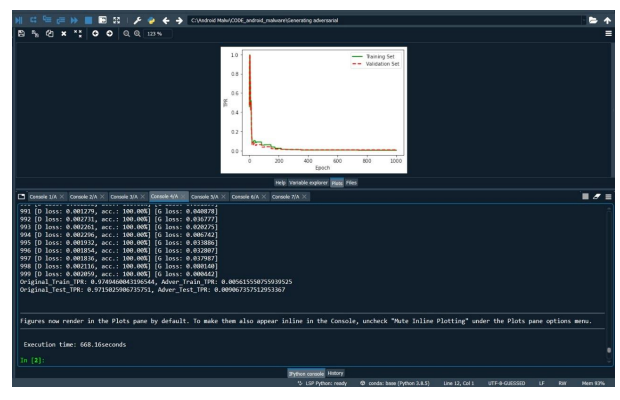 C:\Android Malw\CODE_android_malware\Generating adversarial
123 %
1.0
0.8
0.6
0.4
0.2
0.0
TPR
Training Set
Validation Set
0 200 400 600 800 1000
Epoch
Help Variable explorer Plots Files
Console 1/A Console 2/A Console 3/A Console 4/A Console 5/A Console 6/A Console 7/A
991 [D loss: 0.001279, acc.: 100.00%] [G loss: 0.040878]
992 [D loss: 0.002731, acc.: 100.00%] [G loss: 0.036777]
993 [D loss: 0.002261, acc.: 100.00%] [G loss: 0.020275]
994 [D loss: 0.002296, acc.: 100.00%] [G loss: 0.006742]
995 [D loss: 0.001932, acc.: 100.00%] [G loss: 0.033886]
996 [D loss: 0.001854, acc.: 100.00%] [G loss: 0.032807]
997 [D loss: 0.001836, acc.: 100.00%] [G loss: 0.037987]
998 [D loss: 0.002116, acc.: 100.00%] [G loss: 0.080140]
999 [D loss: 0.002059, acc.: 100.00%] [G loss: 0.000442]
Original_Train_TPR: 0.9749460043196544, Adver_Train_TPR: 0.005615550755939525
Original_Test_TPR: 0.971502590673575​1, Adver_Test_TPR: 0.009067357512953367
Figures now render in the Plots pane by default. To make them also appear inline in the Console, uncheck "Mute Inline Plotting" under the Plots pane options menu.
Execution time: 668.16seconds
In [2]:
IPython console History
LSP Python: ready conda: base (Python 3.8.5) Line 12, Col 1 UTF-8-GUESSED LF RW Mem 93%